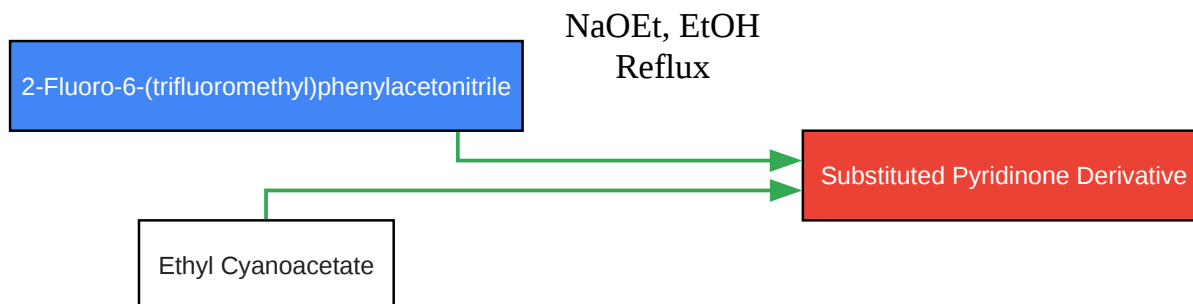 NaOEt, EtOH
Reflux
2-Fluoro-6-(trifluoromethyl)phenylacetonitrile
Substituted Pyridinone Derivative
Ethyl Cyanoacetate